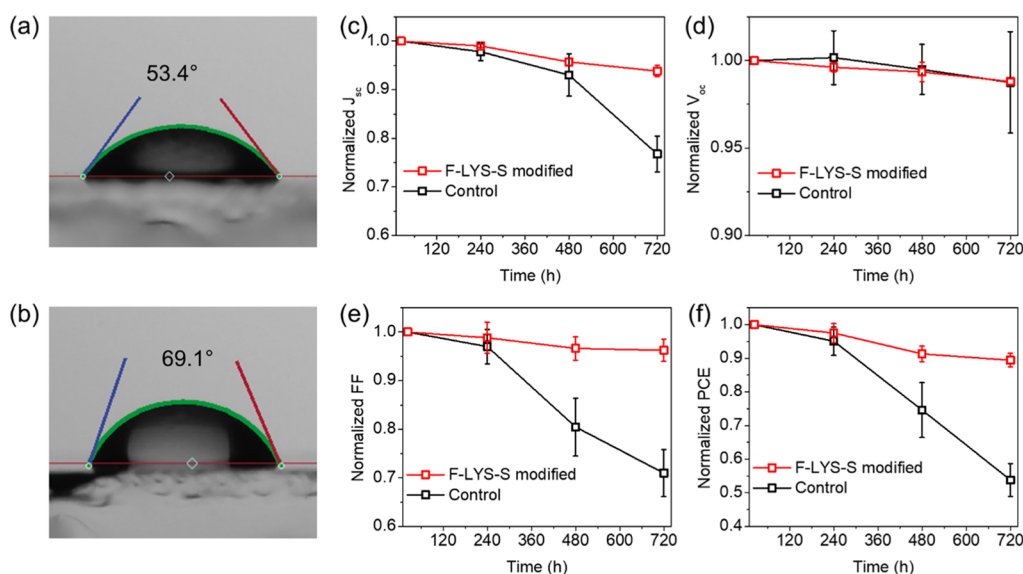 (a)
53.4°
(b)
69.1°
(c)
Normalized Jsc
1.0
0.9
0.8
0.7
0.6
F-LYS-S modified
Control
120 240 360 480 600 720
Time (h)
(d)
Normalized Voc
1.00
0.95
0.90
F-LYS-S modified
Control
120 240 360 480 600 720
Time (h)
(e)
Normalized FF
1.0
0.9
0.8
0.7
0.6
F-LYS-S modified
Control
120 240 360 480 600 720
Time (h)
(f)
Normalized PCE
1.0
0.9
0.8
0.7
0.6
0.5
0.4
F-LYS-S modified
Control
120 240 360 480 600 720
Time (h)